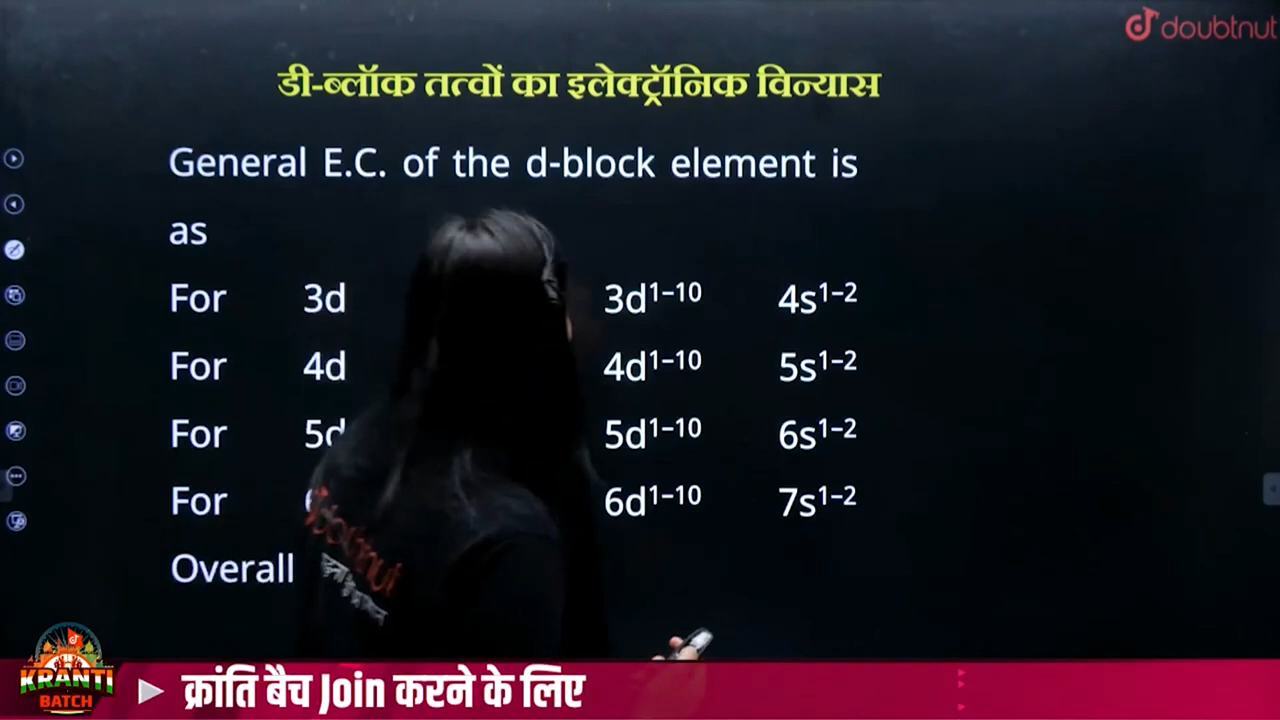 doubtnut
डी-ब्लॉक तत्वों का इलेक्ट्रॉनिक विन्यास
General E.C. of the d-block element is
as
For 3d 3d¹⁻¹⁰ 4s¹⁻²
For 4d 4d¹⁻¹⁰ 5s¹⁻²
For 5d 5d¹⁻¹⁰ 6s¹⁻²
For 6d¹⁻¹⁰ 7s¹⁻²
Overall
doubtnut
KRANTI
BATCH
क्रांति बैच Join करने के लिए